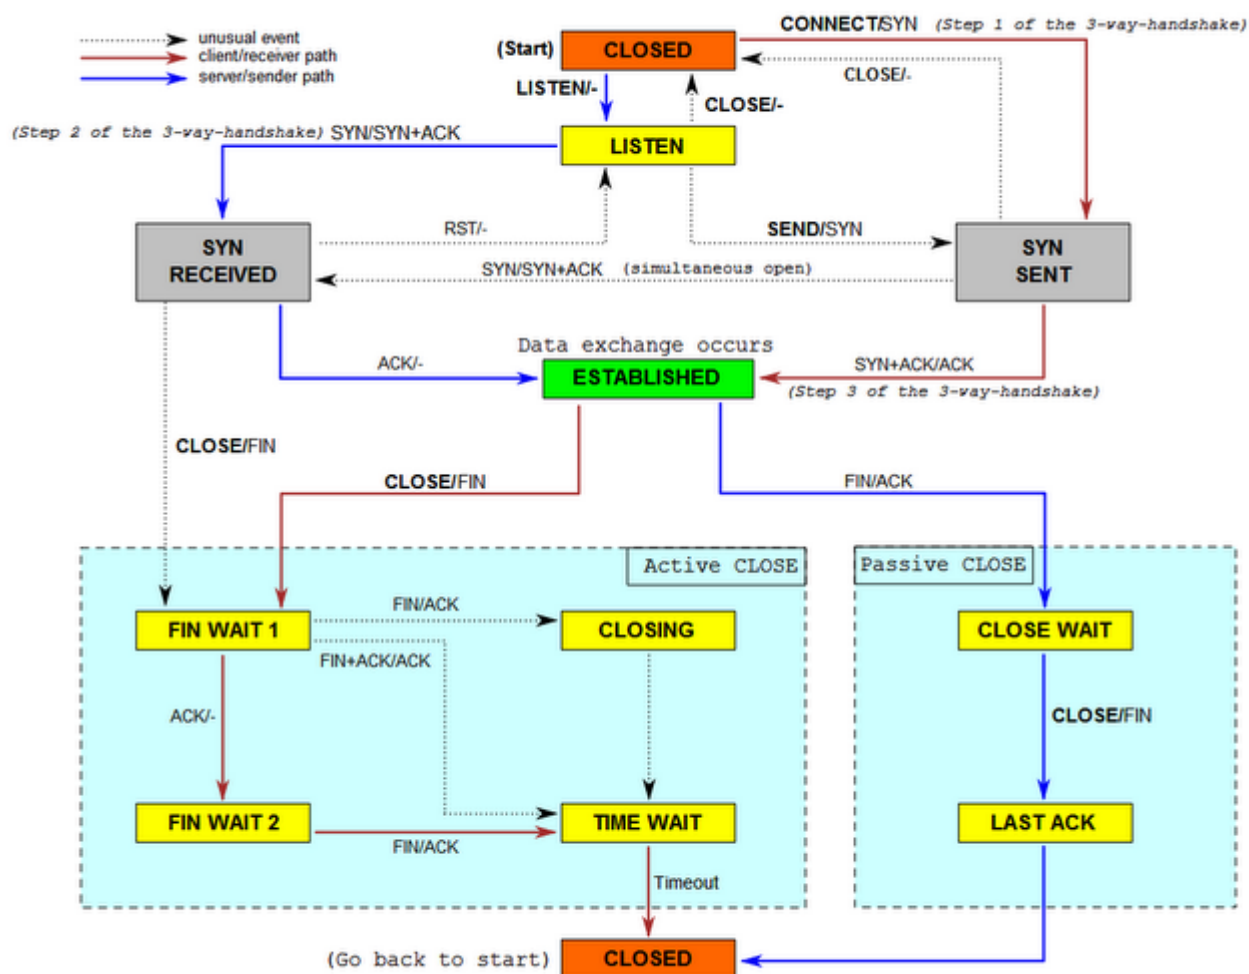 unusual event
client/receiver path
server/sender path
(Start)
CLOSED
CONNECT/SYN (Step 1 of the 3-way-handshake)
CLOSE/-
LISTEN/-
CLOSE/-
(Step 2 of the 3-way-handshake) SYN/SYN+ACK
LISTEN
RST/-
SEND/SYN
SYN
RECEIVED
SYN
SENT
SYN/SYN+ACK (simultaneous open)
Data exchange occurs
ACK/-
ESTABLISHED
SYN+ACK/ACK
(Step 3 of the 3-way-handshake)
CLOSE/FIN
CLOSE/FIN
FIN/ACK
Active CLOSE
Passive CLOSE
FIN WAIT 1
FIN/ACK
CLOSING
CLOSE WAIT
FIN+ACK/ACK
ACK/-
CLOSE/FIN
FIN WAIT 2
FIN/ACK
TIME WAIT
LAST ACK
Timeout
(Go back to start)
CLOSED